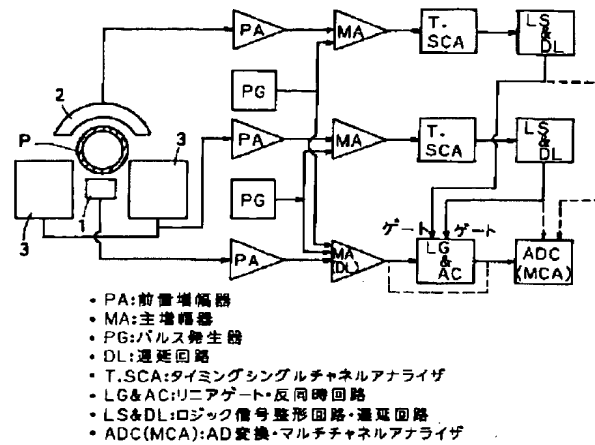 PA
MA
T.
SCA
LS
&
DL
2
PG
P
3
PA
MA
T.
SCA
LS
&
DL
1
PG
3
ゲート
ゲート
PA
MA
(DL)
LG
&
AC
ADC
(MCA)
・PA:前置増幅器
・MA:主増幅器
・PG:パルス発生器
・DL:遅延回路
・T.SCA:タイミングシングルチャネルアナライザ
・LG&AC:リニアゲート・反同時回路
・LS&DL:ロジック信号整形回路・遅延回路
・ADC(MCA):AD変換・マルチチャネルアナライザ